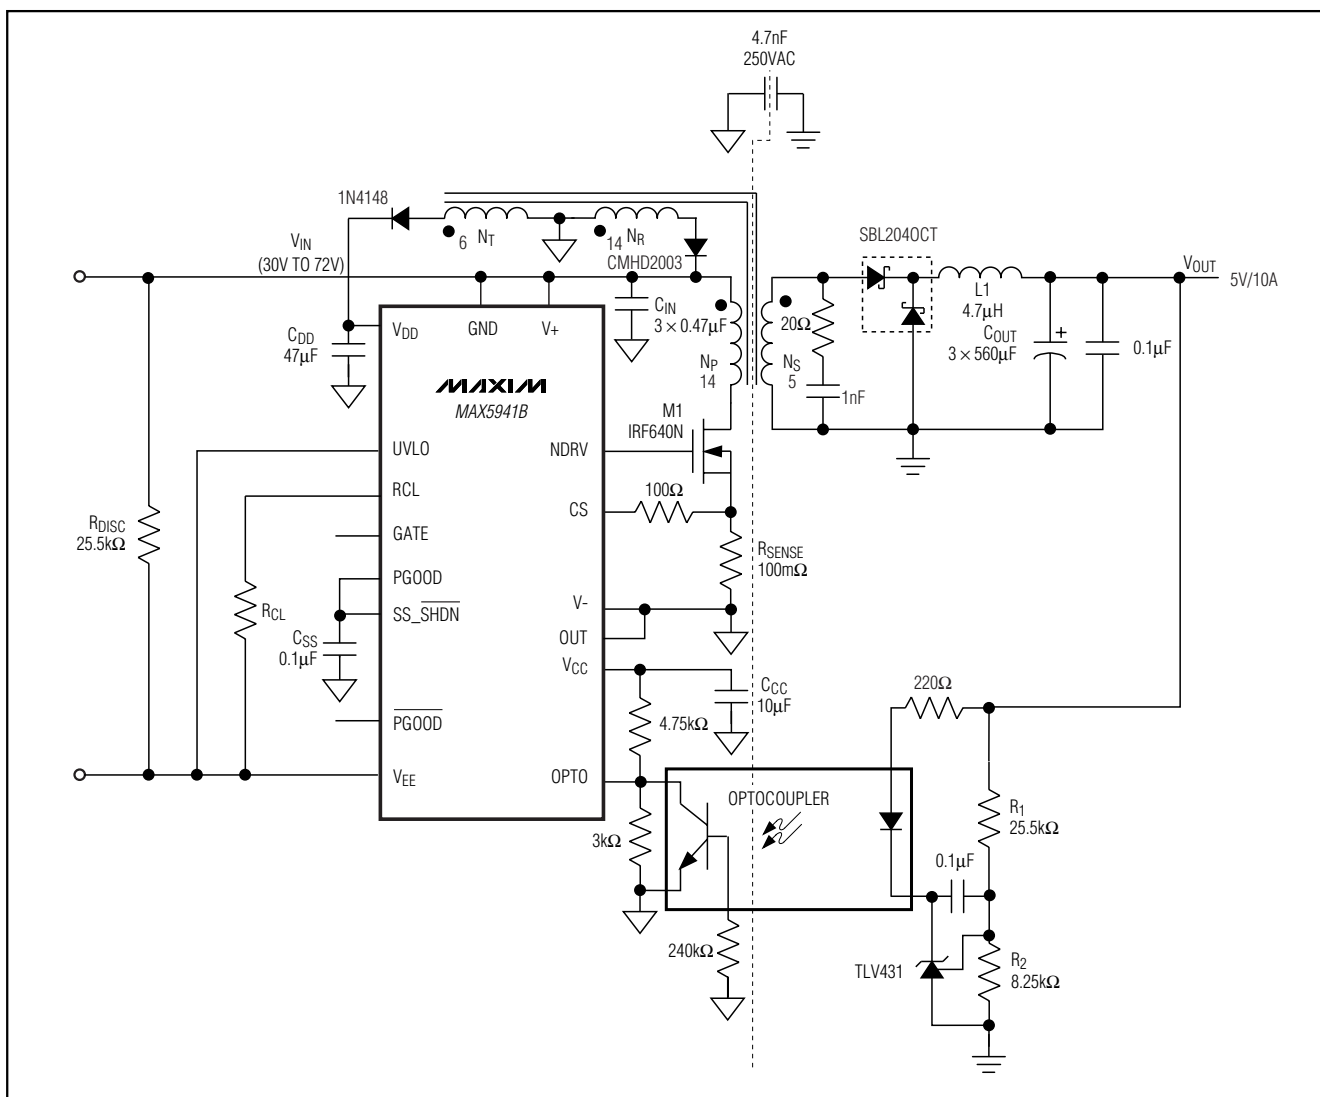 4.7nF
250VAC
1N4148
6 NT
14 NR
CMHD2003
VIN
(30V TO 72V)
SBL204OCT
VOUT
5V/10A
L1
4.7µH
CDD
47µF
VDD
GND
V+
CIN
3 × 0.47µF
NP
14
NS
5
20Ω
1nF
COUT
3 × 560µF
+
0.1µF
MAXIM
MAX5941B
M1
IRF640N
UVLO
NDRV
RCL
100Ω
CS
RDISC
25.5kΩ
GATE
RSENSE
100mΩ
PGOOD
RCL
V-
SS_SHDN
OUT
CSS
0.1µF
VCC
CCC
10µF
220Ω
PGOOD
4.75kΩ
VEE
OPTO
OPTOCOUPLER
R1
25.5kΩ
3kΩ
0.1µF
240kΩ
TLV431
R2
8.25kΩ